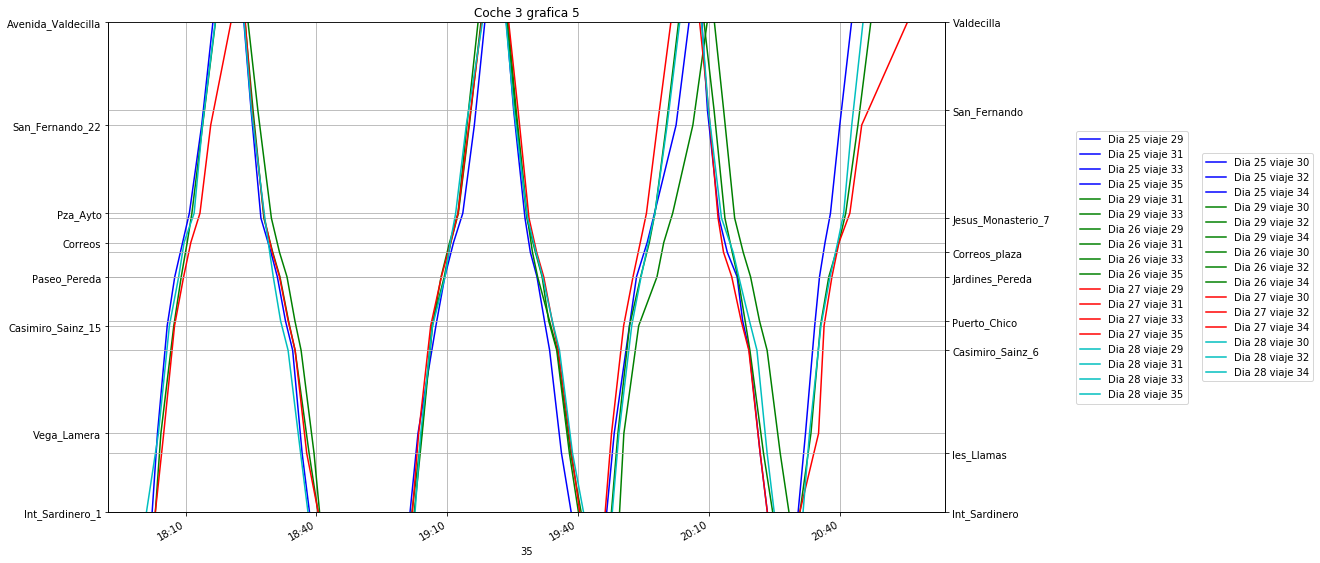 Coche 3 grafica 5
Avenida_Valdecilla
San_Fernando_22
Pza_Ayto
Correos
Paseo_Pereda
Casimiro_Sainz_15
Vega_Lamera
Int_Sardinero_1
Valdecilla
San_Fernando
Jesus_Monasterio_7
Correos_plaza
Jardines_Pereda
Puerto_Chico
Casimiro_Sainz_6
Ies_Llamas
Int_Sardinero
18:10
18:40
19:10
19:40
20:10
20:40
35
Dia 25 viaje 29
Dia 25 viaje 31
Dia 25 viaje 33
Dia 25 viaje 35
Dia 29 viaje 31
Dia 29 viaje 33
Dia 26 viaje 29
Dia 26 viaje 31
Dia 26 viaje 33
Dia 26 viaje 35
Dia 27 viaje 29
Dia 27 viaje 31
Dia 27 viaje 33
Dia 27 viaje 35
Dia 28 viaje 29
Dia 28 viaje 31
Dia 28 viaje 33
Dia 28 viaje 35
Dia 25 viaje 30
Dia 25 viaje 32
Dia 25 viaje 34
Dia 29 viaje 30
Dia 29 viaje 32
Dia 29 viaje 34
Dia 26 viaje 30
Dia 26 viaje 32
Dia 26 viaje 34
Dia 27 viaje 30
Dia 27 viaje 32
Dia 27 viaje 34
Dia 28 viaje 30
Dia 28 viaje 32
Dia 28 viaje 34